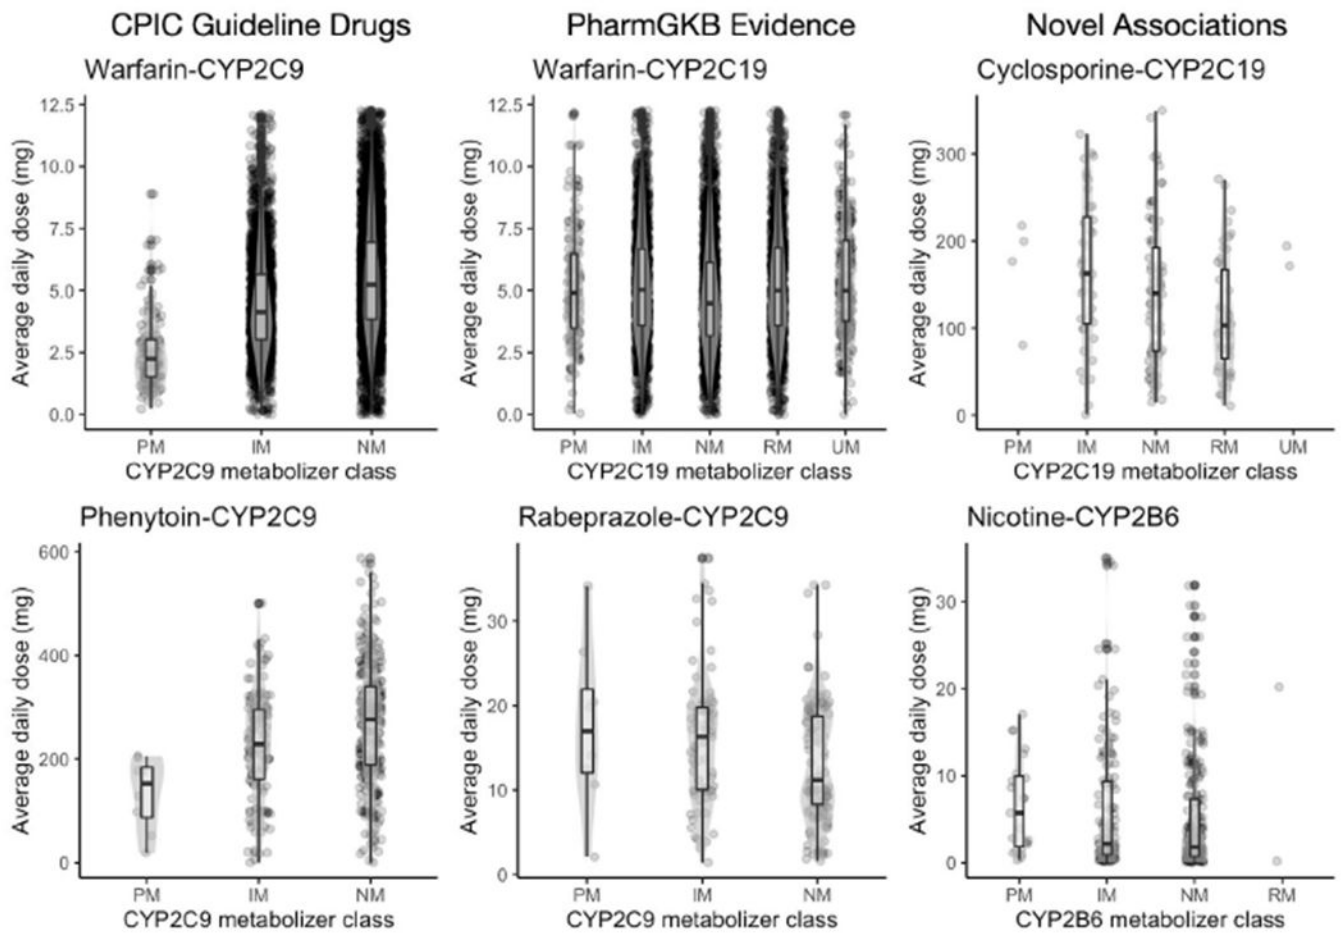 CPIC Guideline Drugs
PharmGKB Evidence
Novel Associations
Warfarin-CYP2C9
Average daily dose (mg)
12.5
10.0
7.5
5.0
2.5
0.0
PM IM NM
CYP2C9 metabolizer class
Warfarin-CYP2C19
Average daily dose (mg)
12.5
10.0
7.5
5.0
2.5
0.0
PM IM NM RM UM
CYP2C19 metabolizer class
Cyclosporine-CYP2C19
Average daily dose (mg)
300
200
100
0
PM IM NM RM UM
CYP2C19 metabolizer class
Phenytoin-CYP2C9
Average daily dose (mg)
600
400
200
0
PM IM NM
CYP2C9 metabolizer class
Rabeprazole-CYP2C9
Average daily dose (mg)
30
20
10
0
PM IM NM
CYP2C9 metabolizer class
Nicotine-CYP2B6
Average daily dose (mg)
30
20
10
0
PM IM NM RM
CYP2B6 metabolizer class